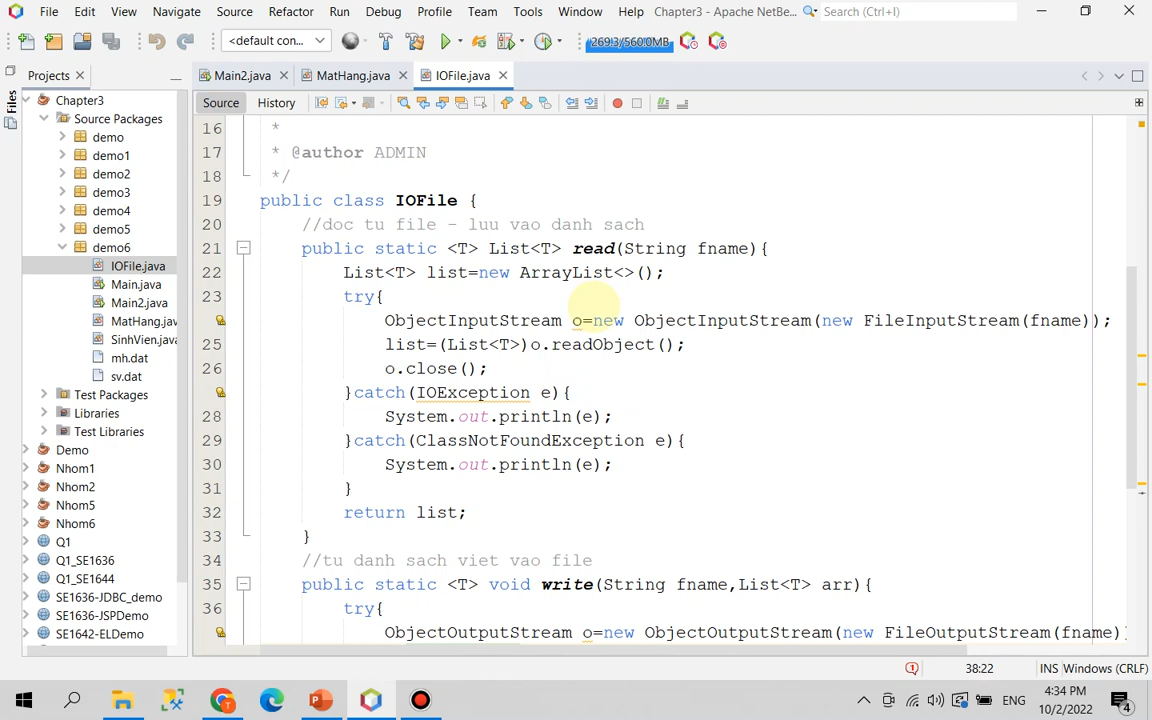 File Edit View Navigate Source Refactor Run Debug Profile Team Tools Window Help Chapter3 - Apache NetBe... Search (Ctrl+I)
<default con... 269.3/560.0MB
Projects Main2.java MatHang.java IOFile.java
Files
Source History
Chapter3
Source Packages
demo
demo1
demo2
demo3
demo4
demo5
demo6
IOFile.java
Main.java
Main2.java
MatHang.jav
SinhVien.java
mh.dat
sv.dat
Test Packages
Libraries
Test Libraries
Demo
Nhom1
Nhom2
Nhom5
Nhom6
Q1
Q1_SE1636
Q1_SE1644
SE1636-JDBC_demo
SE1636-JSPDemo
SE1642-ELDemo
16 *
17 * @author ADMIN
18 */
19 public class IOFile {
20 //doc tu file - luu vao danh sach
21 public static <T> List<T> read(String fname){
22 List<T> list=new ArrayList<>();
23 try{
ObjectInputStream o=new ObjectInputStream(new FileInputStream(fname));
25 list=(List<T>)o.readObject();
26 o.close();
}catch(IOException e){
28 System.out.println(e);
29 }catch(ClassNotFoundException e){
30 System.out.println(e);
31 }
32 return list;
33 }
34 //tu danh sach viet vao file
35 public static <T> void write(String fname,List<T> arr){
36 try{
ObjectOutputStream o=new ObjectOutputStream(new FileOutputStream(fname)
38:22 INS Windows (CRLF)
ENG 4:34 PM
10/2/2022
4